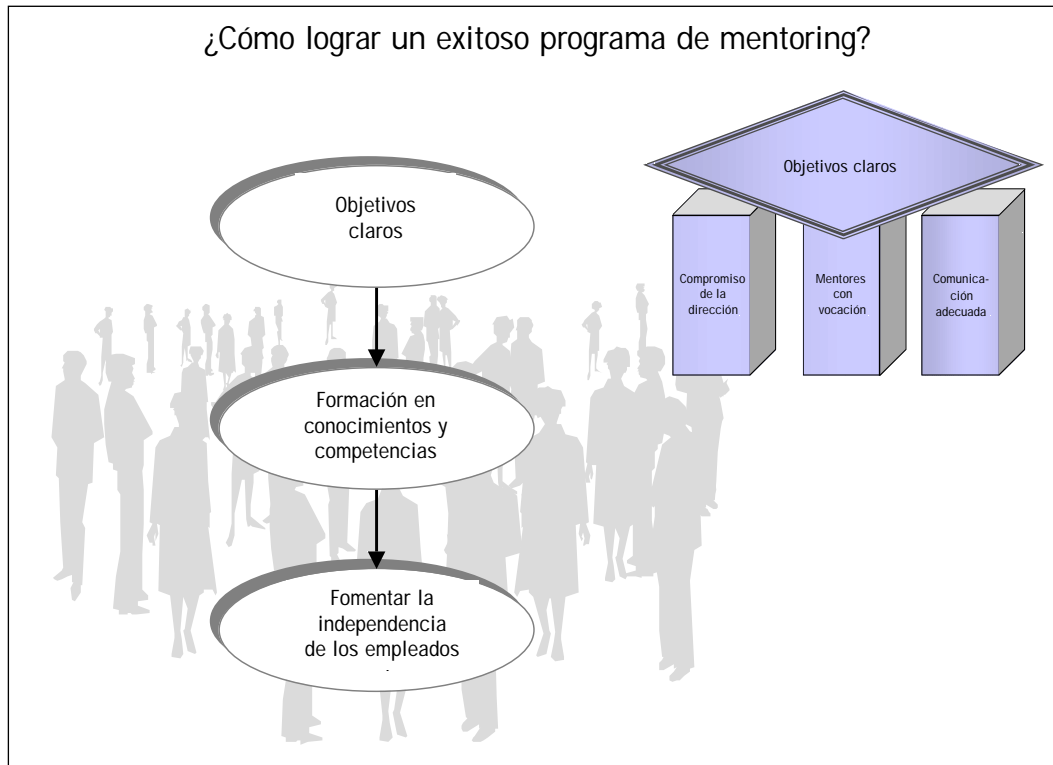 ¿Cómo lograr un exitoso programa de mentoring?
Objetivos
claros
Formación en
conocimientos y
competencias
Fomentar la
independencia
de los empleados
Objetivos claros
Compromiso
de la
dirección
Mentores
con
vocación
Comunica-
ción
adecuada